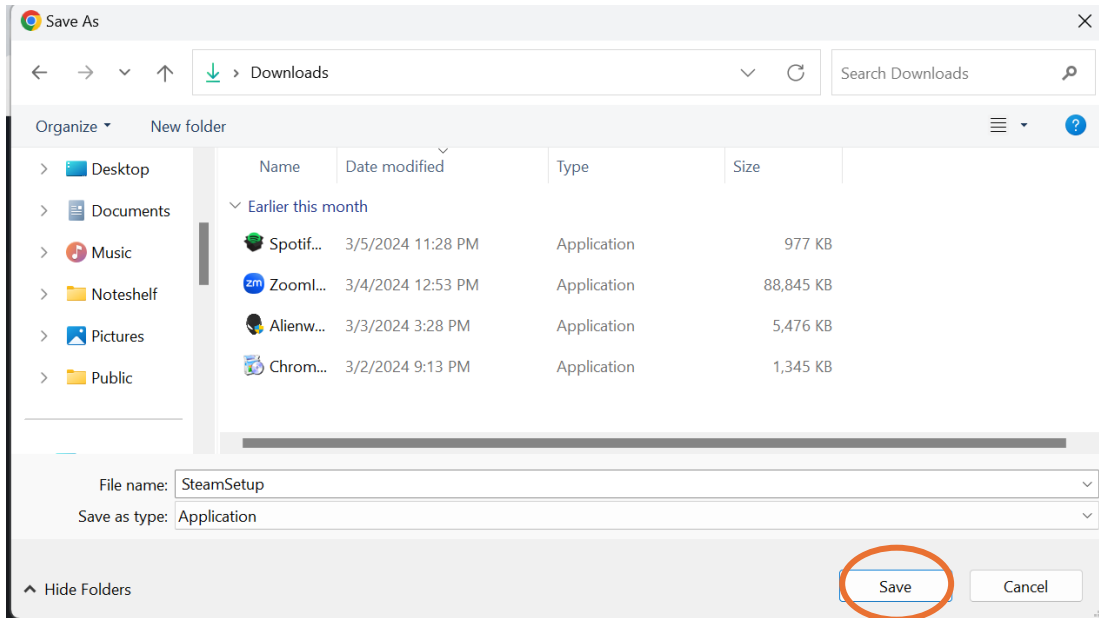 Save As
Downloads
Search Downloads
Organize
New folder
?
Desktop
Documents
Music
Noteshelf
Pictures
Public
Name Date modified Type Size
Earlier this month
Spotif... 3/5/2024 11:28 PM Application 977 KB
zm ZoomI... 3/4/2024 12:53 PM Application 88,845 KB
Alienw... 3/3/2024 3:28 PM Application 5,476 KB
Chrom... 3/2/2024 9:13 PM Application 1,345 KB
File name: SteamSetup
Save as type: Application
Hide Folders
Save
Cancel